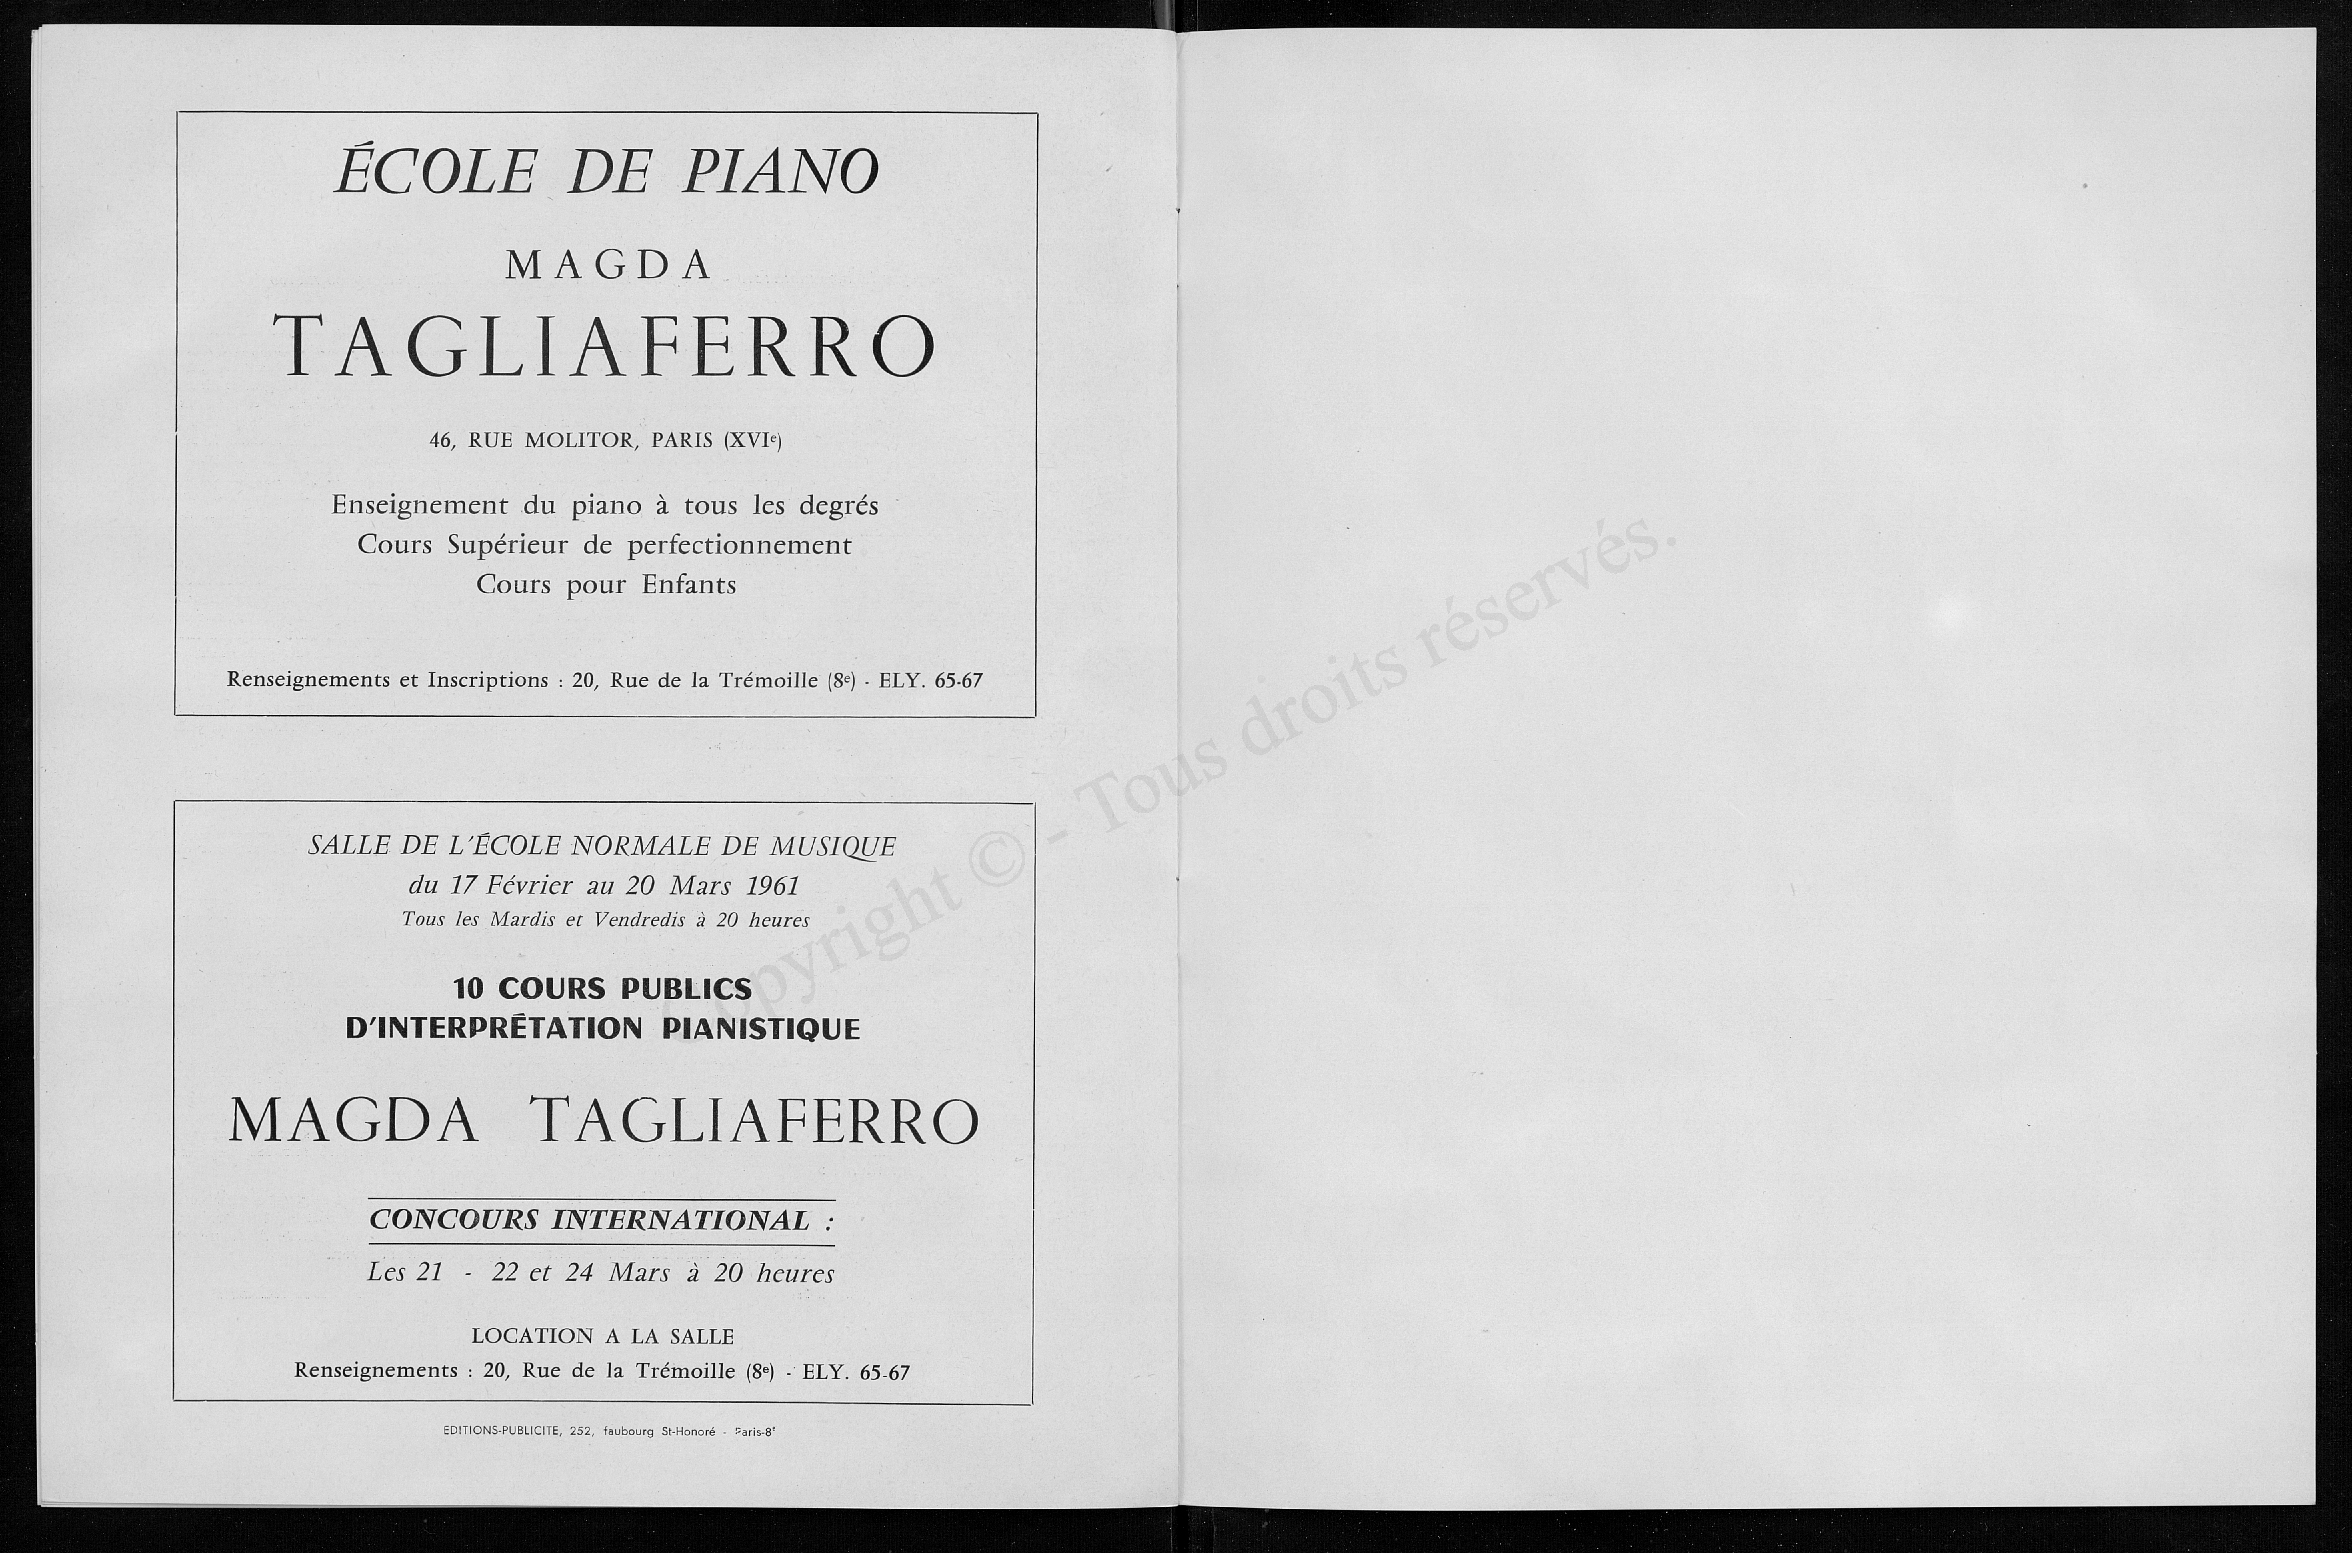 ÉCOLE DE PIANO
MAGDA
TAGLIAFERRO
46, RUE MOLITOR, PARIS (XVIe)
Enseignement du piano à tous les degrés
Cours Supérieur de perfectionnement
Cours pour Enfants
Renseignements et Inscriptions : 20, Rue de la Trémoille (8e) - ELY. 65-67
SALLE DE L'ÉCOLE NORMALE DE MUSIQUE
du 17 Février au 20 Mars 1961
Tous les Mardis et Vendredis à 20 heures
10 COURS PUBLICS
D'INTERPRÉTATION PIANISTIQUE
MAGDA TAGLIAFERRO
CONCOURS INTERNATIONAL :
Les 21 - 22 et 24 Mars à 20 heures
LOCATION A LA SALLE
Renseignements : 20, Rue de la Trémoille (8e) - ELY. 65-67
EDITIONS-PUBLICITE, 252, faubourg St-Honoré - Paris-8e
Copyright © - Tous droits réservés.